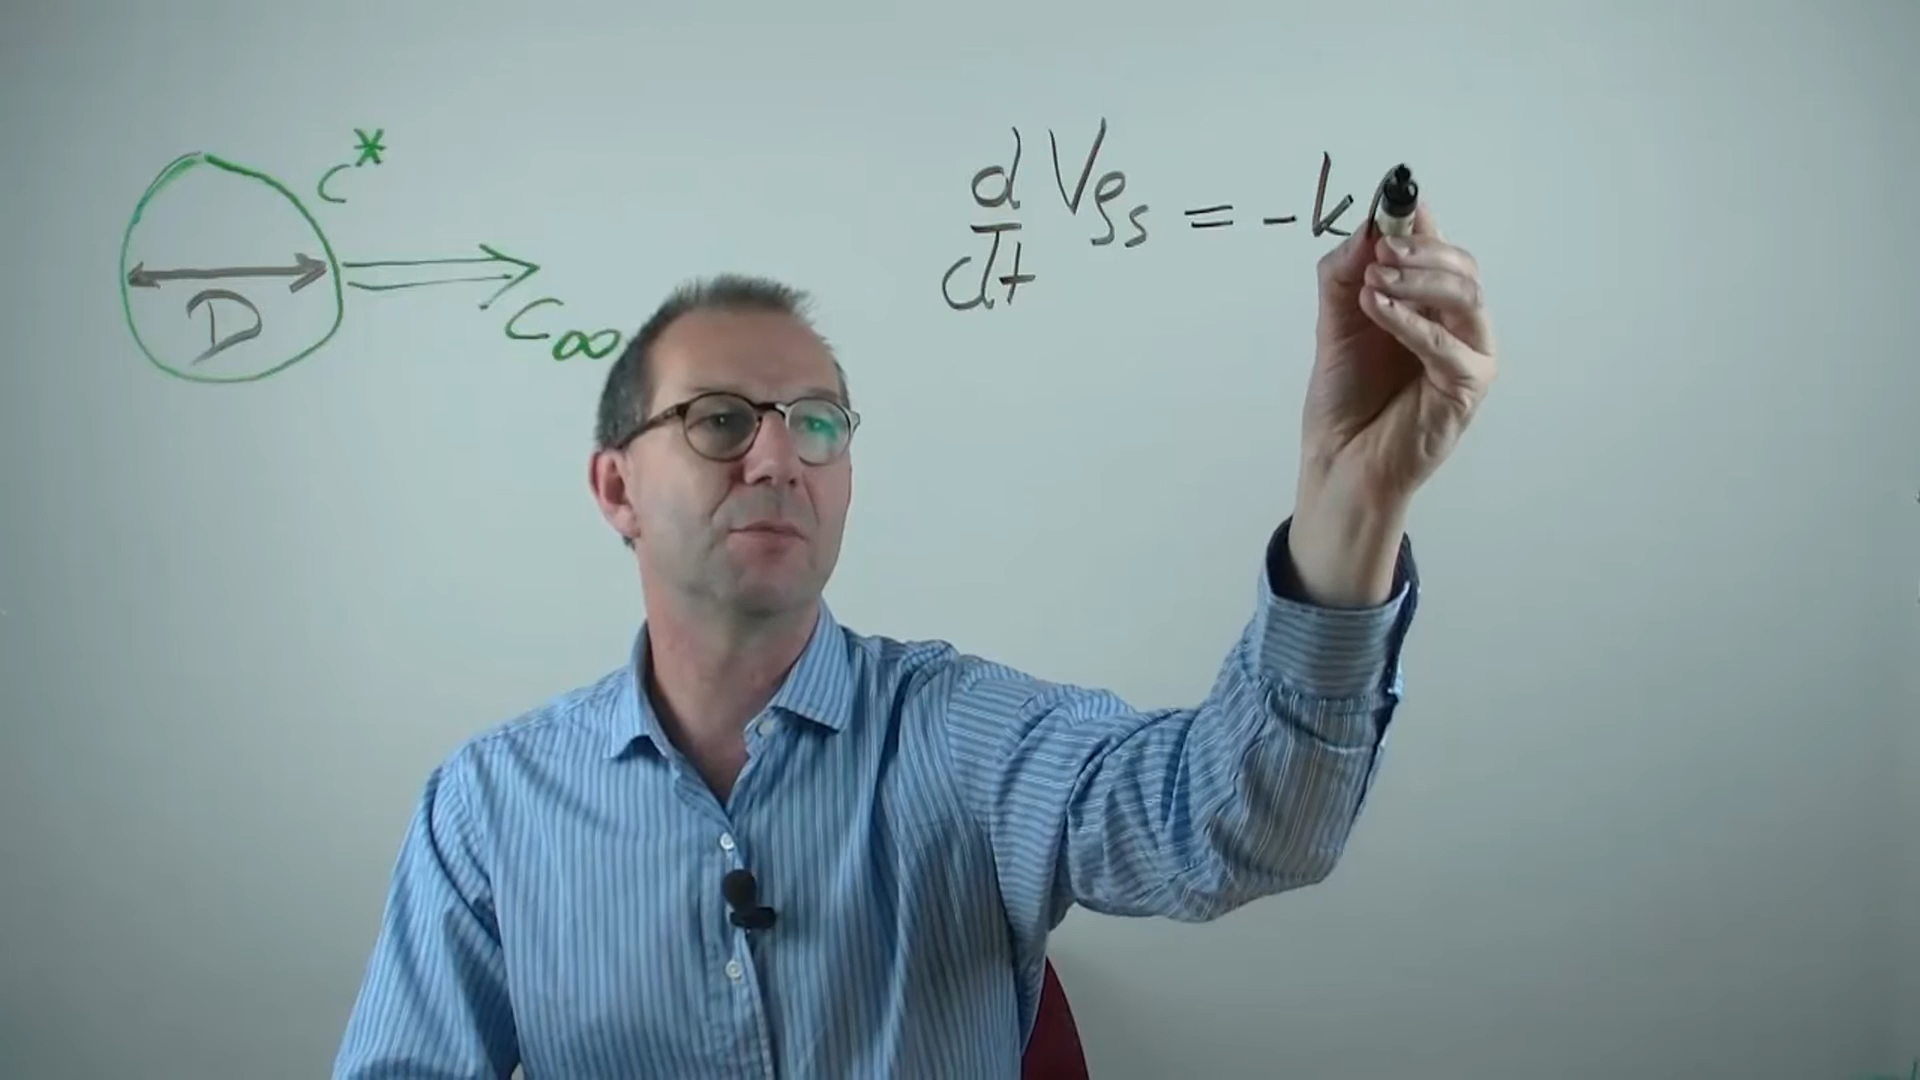 C*
D
C∞
d/dt Vρs = -k